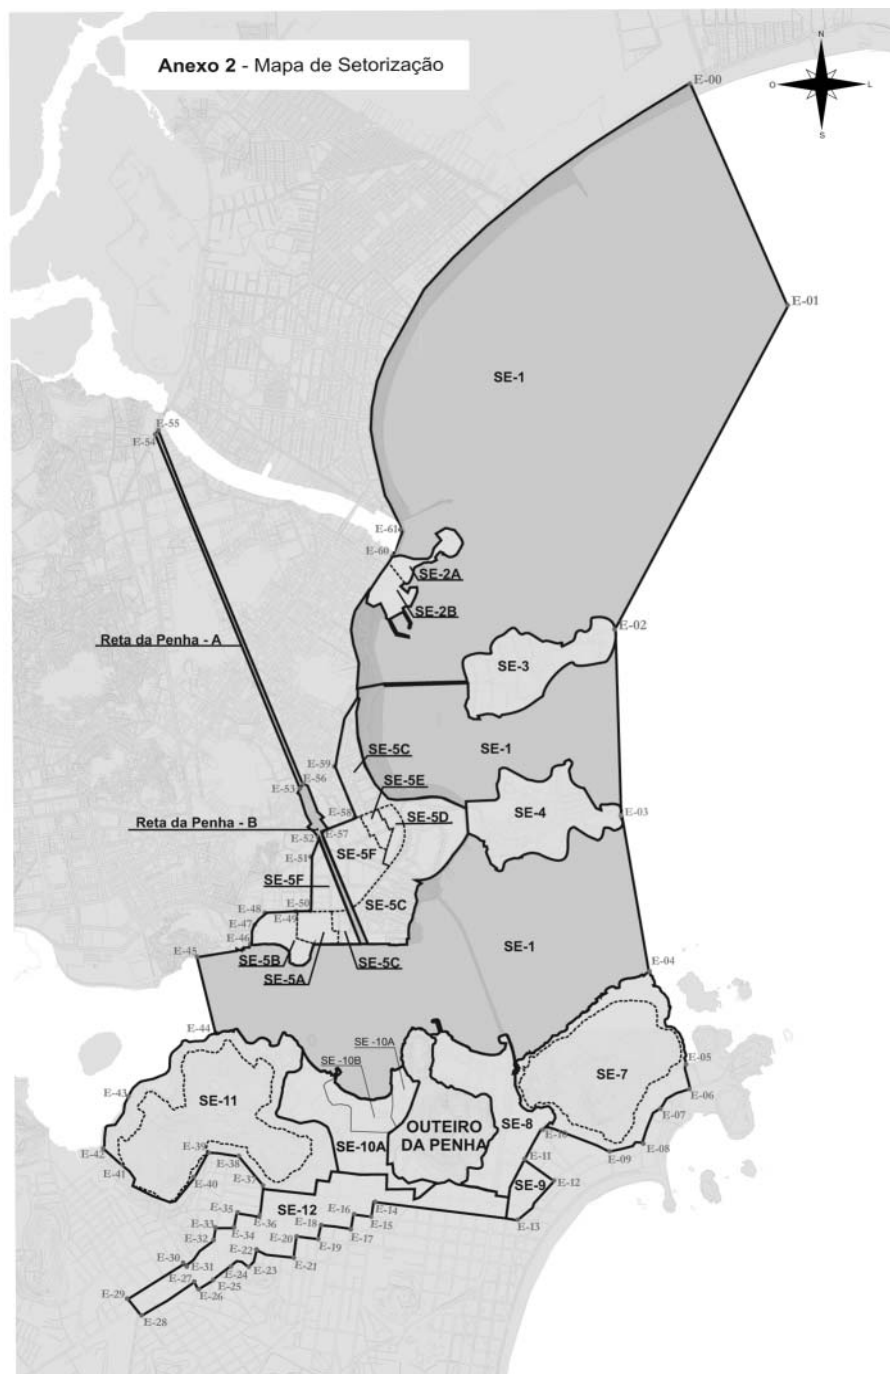 N
Anexo 2 - Mapa de Setorização
E-00
O
L
S
E-01
SE-1
E-55
E-54
E-61
E-60
SE-2A
SE-2B
E-02
Reta da Penha - A
SE-3
SE-5C
SE-1
E-59
E-56
SE-5E
E-53
SE-5D
SE-4
E-03
E-58
Reta da Penha - B
E-57
E-52
SE-5F
E-51
SE-5F
E-50
SE-5C
E-48
E-49
E-47
SE-1
E-46
E-45
SE-5B
SE-5C
SE-5A
E-04
E-44
SE -10A
SE -10B
E-05
SE-7
E-43
SE-11
E-06
E-07
OUTEIRO
DA PENHA
SE-8
E-10
E-39
E-42
E-38
SE-10A
E-08
E-09
E-11
E-41
E-40
E-37
SE-9
E-12
SE-12
E-14
E-35
E-16
E-15
E-36
E-13
E-33
E-34
E-18
E-17
E-32
E-20
E-19
E-22
E-21
E-30
E-31
E-24
E-23
E-27
E-25
E-29
E-26
E-28